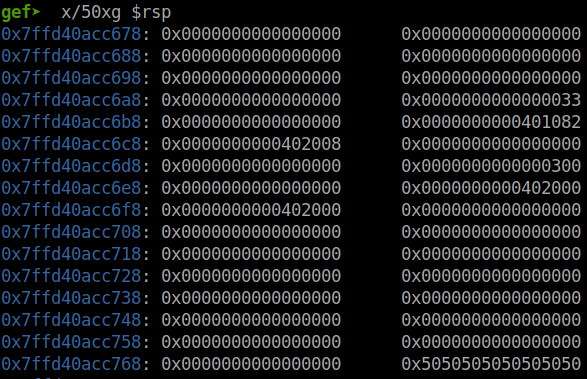 gef➤  x/50xg $rsp
0x7ffd40acc678: 0x0000000000000000      0x0000000000000000
0x7ffd40acc688: 0x0000000000000000      0x0000000000000000
0x7ffd40acc698: 0x0000000000000000      0x0000000000000000
0x7ffd40acc6a8: 0x0000000000000000      0x0000000000000033
0x7ffd40acc6b8: 0x0000000000000000      0x0000000000401082
0x7ffd40acc6c8: 0x0000000000402008      0x0000000000000000
0x7ffd40acc6d8: 0x0000000000000000      0x0000000000000300
0x7ffd40acc6e8: 0x0000000000000000      0x0000000000402000
0x7ffd40acc6f8: 0x0000000000402000      0x0000000000000000
0x7ffd40acc708: 0x0000000000000000      0x0000000000000000
0x7ffd40acc718: 0x0000000000000000      0x0000000000000000
0x7ffd40acc728: 0x0000000000000000      0x0000000000000000
0x7ffd40acc738: 0x0000000000000000      0x0000000000000000
0x7ffd40acc748: 0x0000000000000000      0x0000000000000000
0x7ffd40acc758: 0x0000000000000000      0x0000000000000000
0x7ffd40acc768: 0x0000000000000000      0x5050505050505050